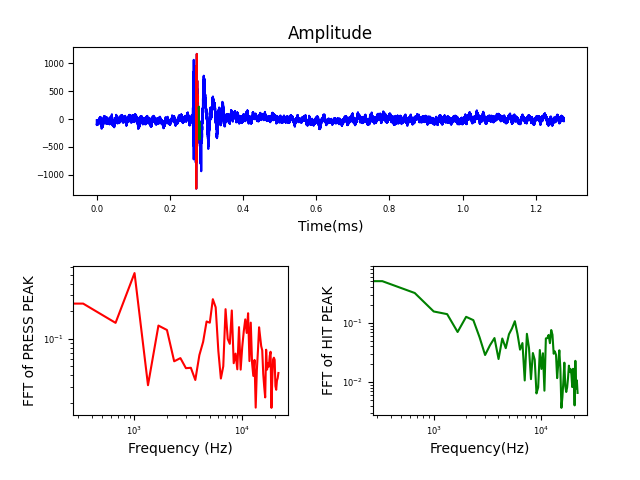 Amplitude
1000
500
0
−500
−1000
0.0 0.2 0.4 0.6 0.8 1.0 1.2
Time(ms)
FFT of PRESS PEAK
10⁻¹
10³ 10⁴
Frequency (Hz)
FFT of HIT PEAK
10⁻¹
10⁻²
10³ 10⁴
Frequency(Hz)